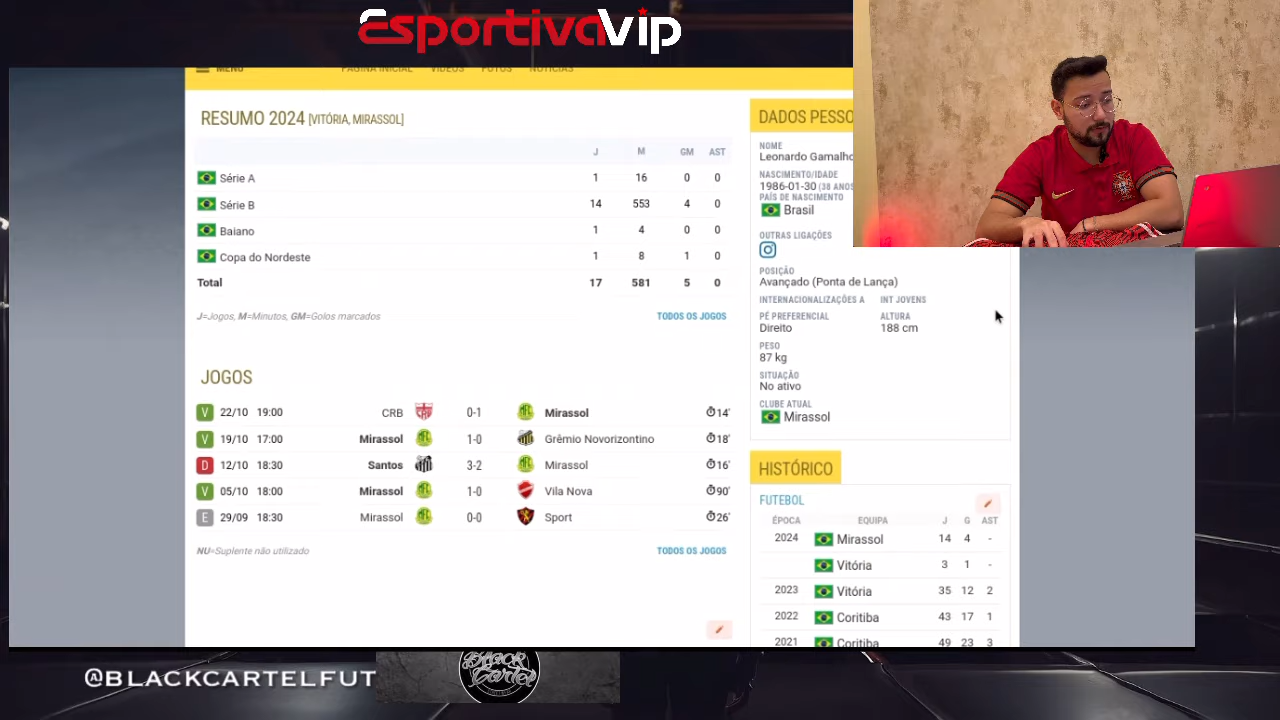 EsportivaVip
MENU PÁGINA INICIAL VÍDEOS FOTOS NOTÍCIAS
RESUMO 2024 [VITÓRIA, MIRASSOL]
J M GM AST
Série A 1 16 0 0
Série B 14 553 4 0
Baiano 1 4 0 0
Copa do Nordeste 1 8 1 0
Total 17 581 5 0
J=Jogos, M=Minutos, GM=Golos marcados
TODOS OS JOGOS
JOGOS
V 22/10 19:00 CRB 0-1 Mirassol 14'
V 19/10 17:00 Mirassol 1-0 Grêmio Novorizontino 18'
D 12/10 18:30 Santos 3-2 Mirassol 16'
V 05/10 18:00 Mirassol 1-0 Vila Nova 90'
E 29/09 18:30 Mirassol 0-0 Sport 26'
NU=Suplente não utilizado
TODOS OS JOGOS
DADOS PESSO
NOME
Leonardo Gamalho
NASCIMENTO/IDADE
1986-01-30 (38 ANOS
PAÍS DE NASCIMENTO
Brasil
OUTRAS LIGAÇÕES
POSIÇÃO
Avançado (Ponta de Lança)
INTERNACIONALIZAÇÕES A INT JOVENS
PÉ PREFERENCIAL ALTURA
Direito 188 cm
PESO
87 kg
SITUAÇÃO
No ativo
CLUBE ATUAL
Mirassol
HISTÓRICO
FUTEBOL
ÉPOCA EQUIPA J G AST
2024 Mirassol 14 4 -
Vitória 3 1 -
2023 Vitória 35 12 2
2022 Coritiba 43 17 1
2021 Coritiba 49 23 3
@BLACKCARTELFUT
Black
Cartel